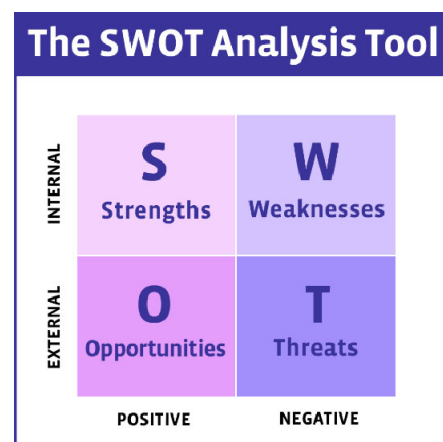 The SWOT Analysis Tool
INTERNAL
S
Strengths
W
Weaknesses
EXTERNAL
O
Opportunities
T
Threats
POSITIVE
NEGATIVE